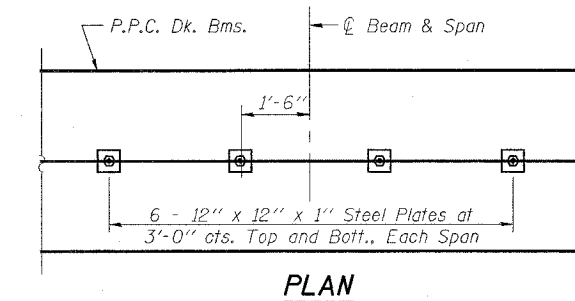 P.P.C. Dk. Bms.
℄ Beam & Span
1'-6"
6 - 12" x 12" x 1" Steel Plates at
3'-0" cts. Top and Bott., Each Span
PLAN